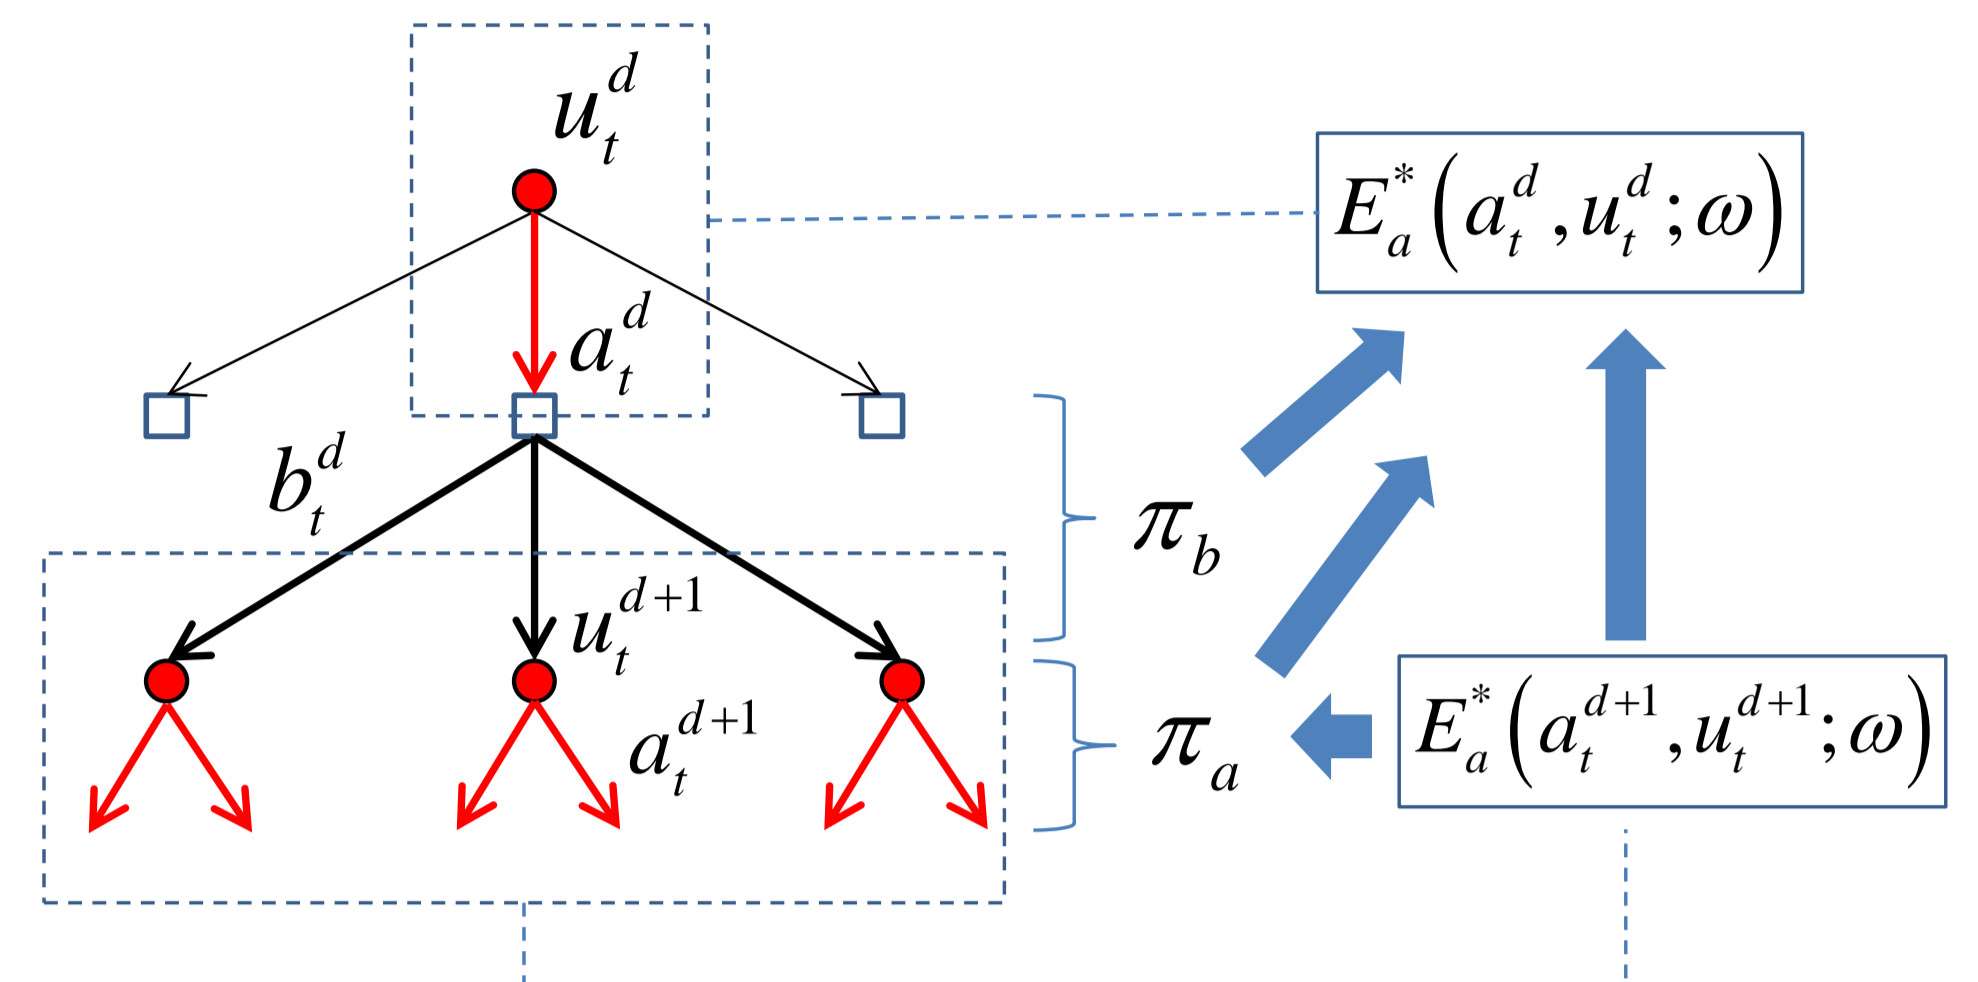 u_t^d
E_a^*(a_t^d, u_t^d; ω)
a_t^d
b_t^d
π_b
u_t^{d+1}
a_t^{d+1}
π_a
E_a^*(a_t^{d+1}, u_t^{d+1}; ω)